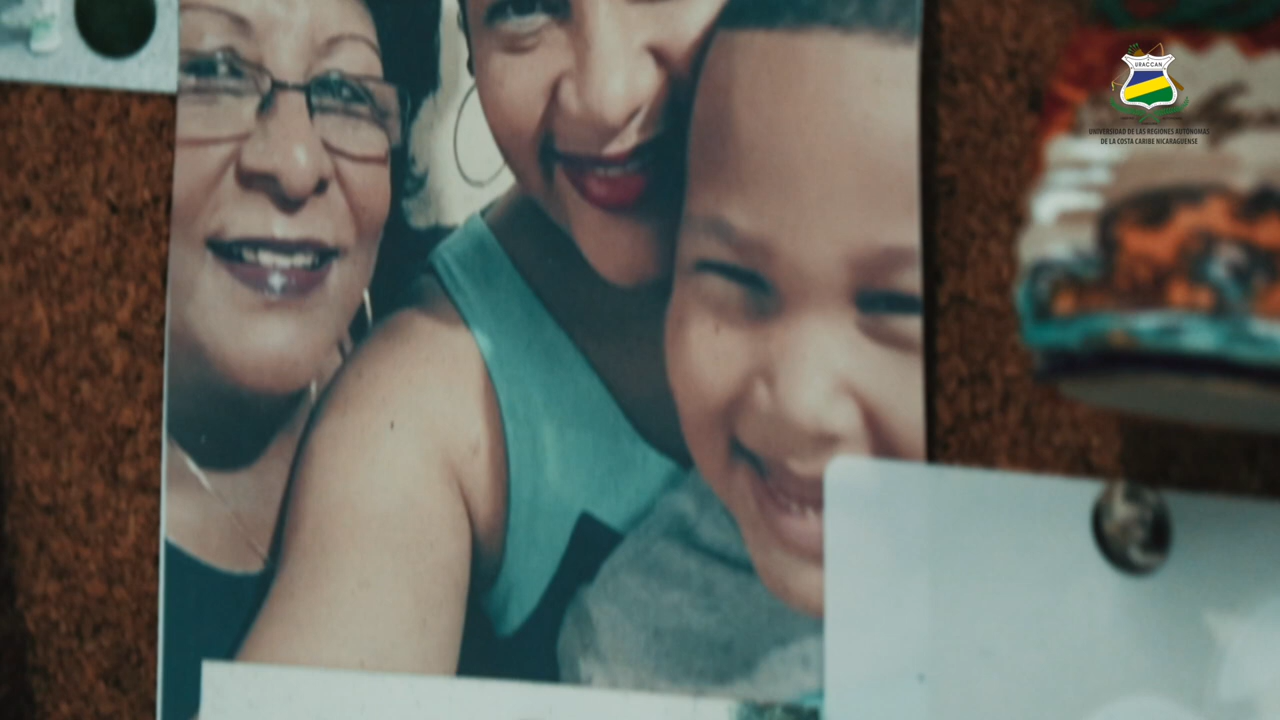 URACCAN
UNIVERSIDAD DE LAS REGIONES AUTÓNOMAS
DE LA COSTA CARIBE NICARAGÜENSE